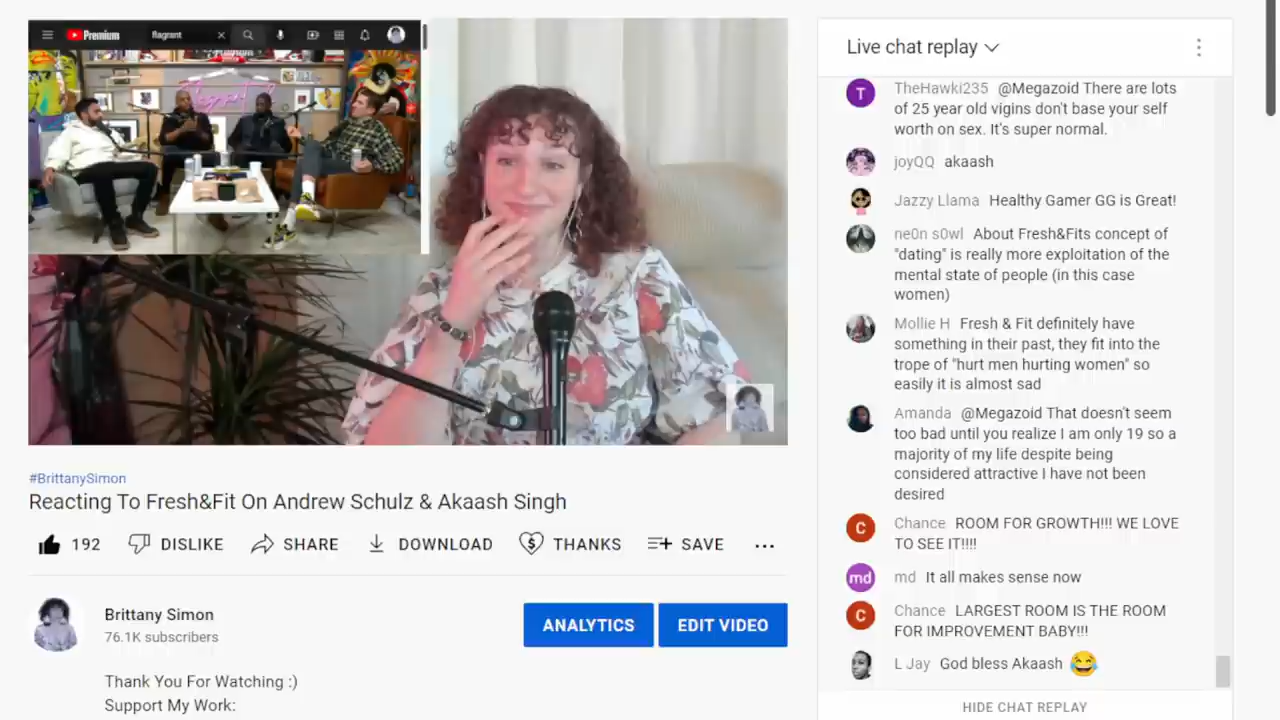 Premium
flagrant
#BrittanySimon
Reacting To Fresh&Fit On Andrew Schulz & Akaash Singh
192 DISLIKE SHARE DOWNLOAD THANKS SAVE ...
Brittany Simon
76.1K subscribers
ANALYTICS EDIT VIDEO
Thank You For Watching :)
Support My Work:
Live chat replay
T
TheHawki235 @Megazoid There are lots
of 25 year old vigins don't base your self
worth on sex. It's super normal.
joyQQ akaash
Jazzy Llama Healthy Gamer GG is Great!
ne0n s0wl About Fresh&Fits concept of
"dating" is really more exploitation of the
mental state of people (in this case
women)
Mollie H Fresh & Fit definitely have
something in their past, they fit into the
trope of "hurt men hurting women" so
easily it is almost sad
Amanda @Megazoid That doesn't seem
too bad until you realize I am only 19 so a
majority of my life despite being
considered attractive I have not been
desired
C
Chance ROOM FOR GROWTH!!! WE LOVE
TO SEE IT!!!!
md
md It all makes sense now
C
Chance LARGEST ROOM IS THE ROOM
FOR IMPROVEMENT BABY!!!
L Jay God bless Akaash 😂
HIDE CHAT REPLAY